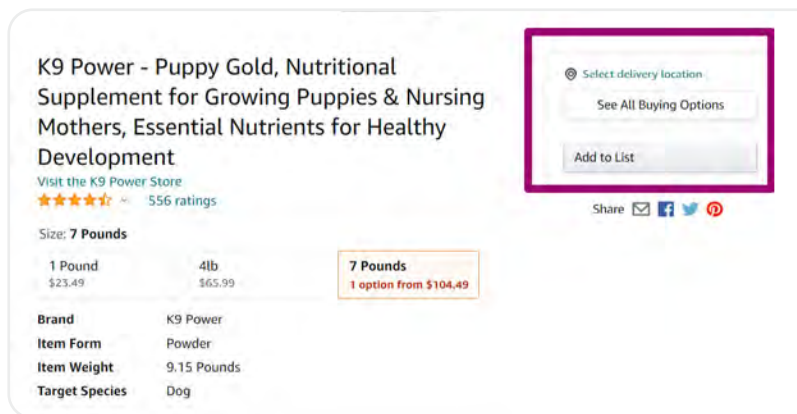 K9 Power - Puppy Gold, Nutritional
Supplement for Growing Puppies & Nursing
Mothers, Essential Nutrients for Healthy
Development
Visit the K9 Power Store
556 ratings
Size: 7 Pounds
1 Pound
$23.49
4lb
$65.99
7 Pounds
1 option from $104.49
Brand K9 Power
Item Form Powder
Item Weight 9.15 Pounds
Target Species Dog
Select delivery location
See All Buying Options
Add to List
Share